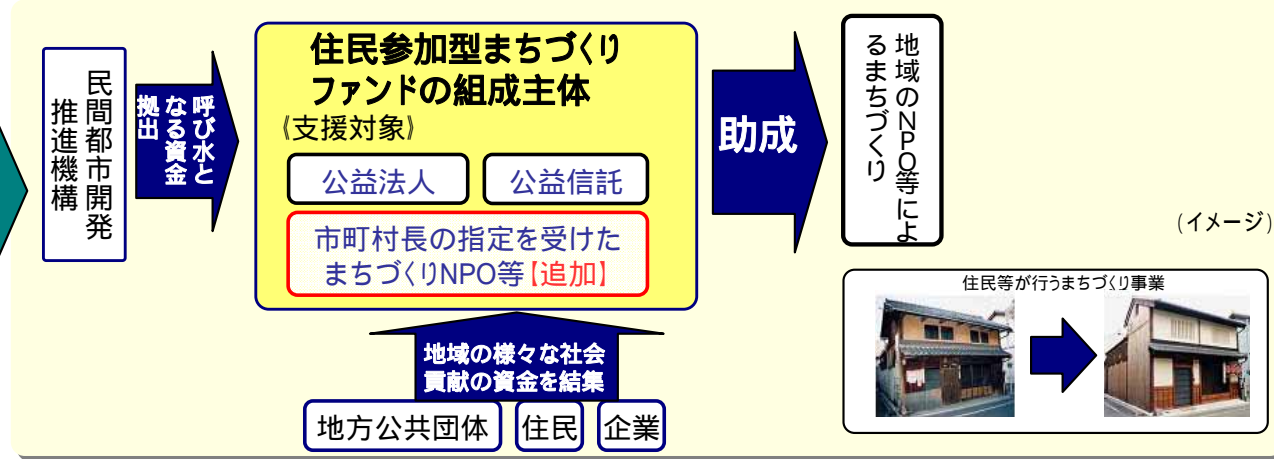 民間都市開発
推進機構
呼び水と
なる資金
拠出
住民参加型まちづくり
ファンドの組成主体
《支援対象》
公益法人
公益信託
市町村長の指定を受けた
まちづくりNPO等【追加】
助成
地域のNPO等によ
るまちづくり
(イメージ)
住民等が行うまちづくり事業
地域の様々な社会
貢献の資金を結集
地方公共団体
住民
企業